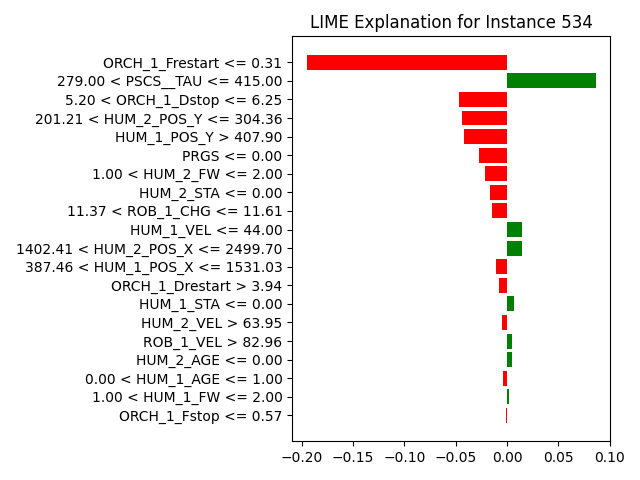 LIME Explanation for Instance 534
ORCH_1_Frestart <= 0.31
279.00 < PSCS__TAU <= 415.00
5.20 < ORCH_1_Dstop <= 6.25
201.21 < HUM_2_POS_Y <= 304.36
HUM_1_POS_Y > 407.90
PRGS <= 0.00
1.00 < HUM_2_FW <= 2.00
HUM_2_STA <= 0.00
11.37 < ROB_1_CHG <= 11.61
HUM_1_VEL <= 44.00
1402.41 < HUM_2_POS_X <= 2499.70
387.46 < HUM_1_POS_X <= 1531.03
ORCH_1_Drestart > 3.94
HUM_1_STA <= 0.00
HUM_2_VEL > 63.95
ROB_1_VEL > 82.96
HUM_2_AGE <= 0.00
0.00 < HUM_1_AGE <= 1.00
1.00 < HUM_1_FW <= 2.00
ORCH_1_Fstop <= 0.57
−0.20 −0.15 −0.10 −0.05 0.00 0.05 0.10